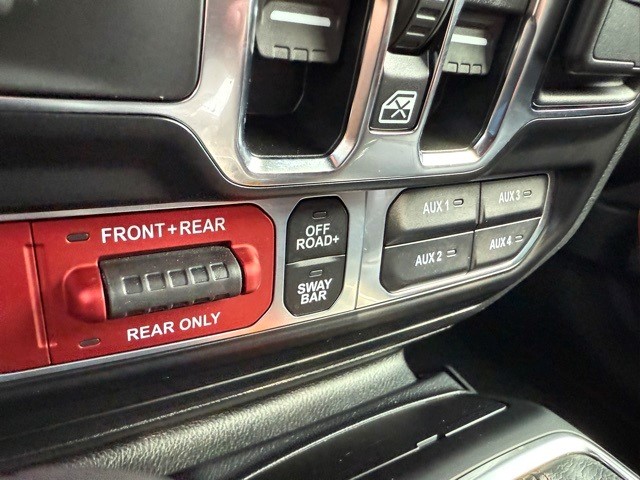 FRONT+REAR
REAR ONLY
OFF
ROAD+
SWAY
BAR
AUX 1
AUX 2
AUX 3
AUX 4